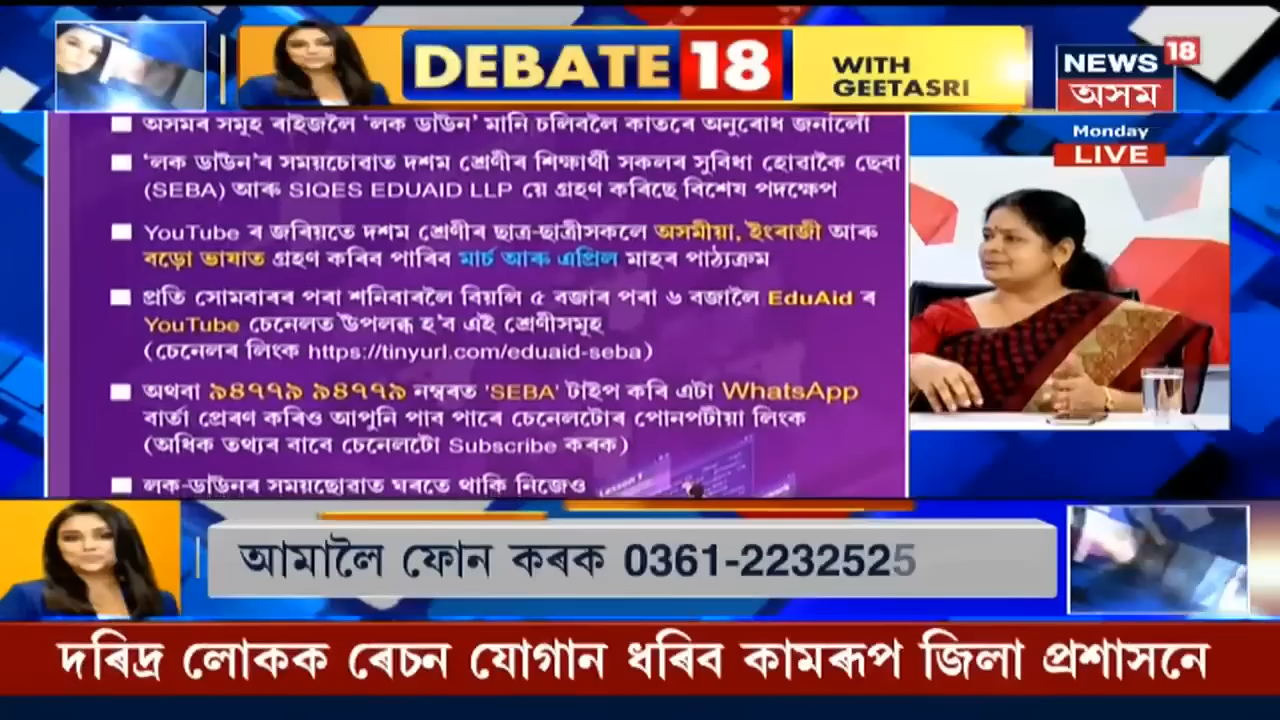 DEBATE 18
WITH
GEETASRI
NEWS 18
অসম
Monday
LIVE
অসমৰ সমূহ ৰাইজলৈ 'লক ডাউন' মানি চলিবলৈ কাতৰে অনুৰোধ জনালোঁ
'লক ডাউন'ৰ সময়চোৱাত দশম শ্ৰেণীৰ শিক্ষাৰ্থী সকলৰ সুবিধা হোৱাকৈ ছেবা
(SEBA) আৰু SIQES EDUAID LLP য়ে গ্ৰহণ কৰিছে বিশেষ পদক্ষেপ
YouTube ৰ জৰিয়তে দশম শ্ৰেণীৰ ছাত্ৰ-ছাত্ৰীসকলে অসমীয়া, ইংৰাজী আৰু
বড়ো ভাষাত গ্ৰহণ কৰিব পাৰিব মাৰ্চ আৰু এপ্ৰিল মাহৰ পাঠ্যক্ৰম
প্ৰতি সোমবাৰৰ পৰা শনিবাৰলৈ বিয়লি ৫ বজাৰ পৰা ৬ বজালৈ EduAid ৰ
YouTube চেনেলত উপলব্ধ হ'ব এই শ্ৰেণীসমূহ
(চেনেলৰ লিংক https://tinyurl.com/eduaid-seba)
অথবা ৯৪৭৭৯ ৯৪৭৭৯ নম্বৰত 'SEBA' টাইপ কৰি এটা WhatsApp
বাৰ্তা প্ৰেৰণ কৰিও আপুনি পাব পাৰে চেনেলটোৰ পোনপটীয়া লিংক
(অধিক তথ্যৰ বাবে চেনেলটো Subscribe কৰক)
লক-ডাউনৰ সময়ছোৱাত ঘৰতে থাকি নিজেও
আমালৈ ফোন কৰক 0361-2232525
দৰিদ্ৰ লোকক ৰেচন যোগান ধৰিব কামৰূপ জিলা প্ৰশাসনে